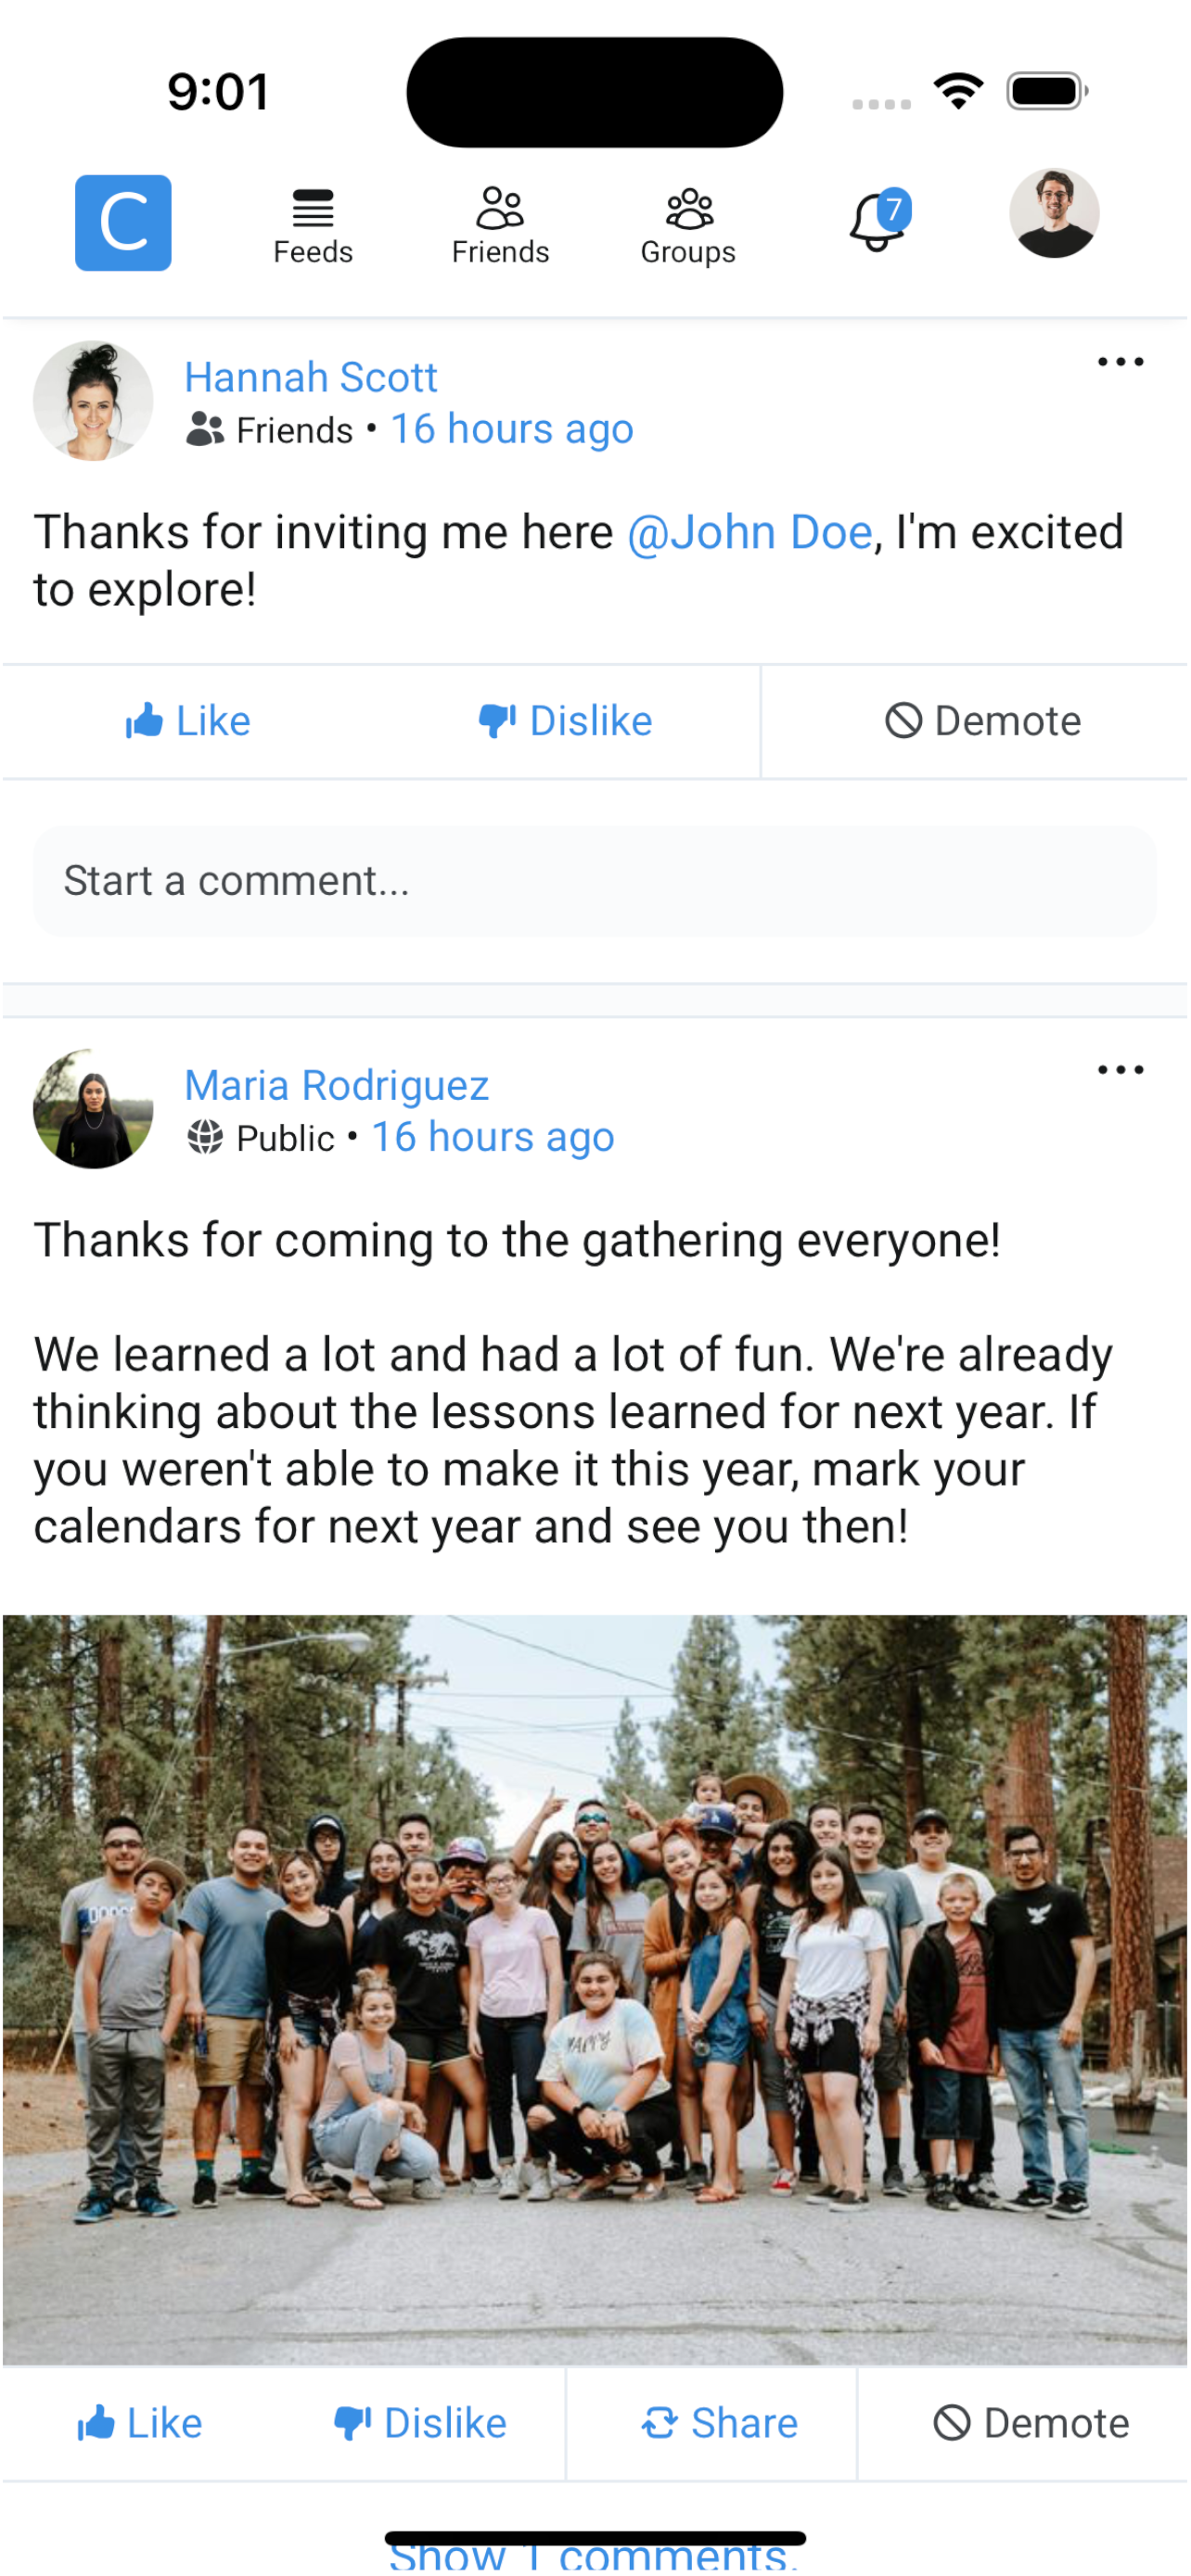 9:01
C
Feeds
Friends
Groups
7
Hannah Scott
Friends • 16 hours ago
Thanks for inviting me here @John Doe, I'm excited
to explore!
Like
Dislike
Demote
Start a comment...
Maria Rodriguez
Public • 16 hours ago
Thanks for coming to the gathering everyone!
We learned a lot and had a lot of fun. We're already
thinking about the lessons learned for next year. If
you weren't able to make it this year, mark your
calendars for next year and see you then!
HAPPY
Like
Dislike
Share
Demote
Show 1 comments.